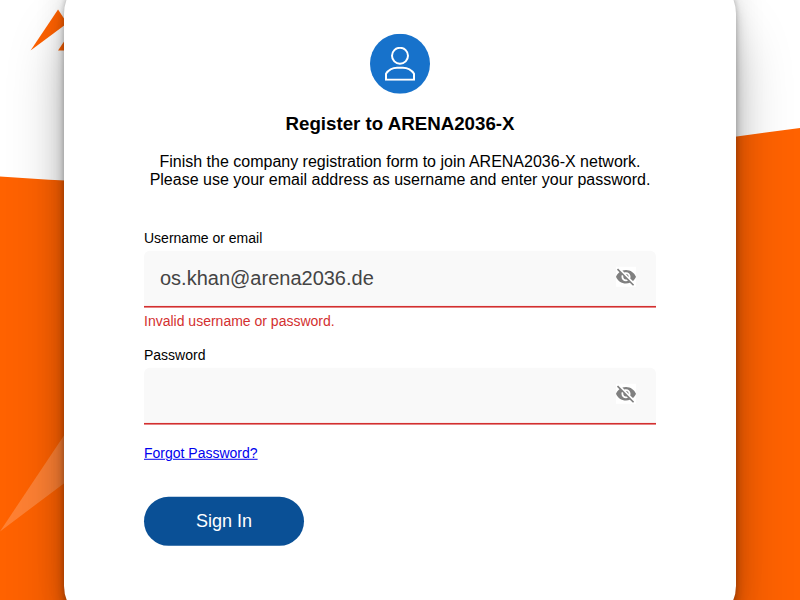 Register to ARENA2036-X
Finish the company registration form to join ARENA2036-X network.
Please use your email address as username and enter your password.
Username or email
os.khan@arena2036.de
Invalid username or password.
Password
Forgot Password?
Sign In